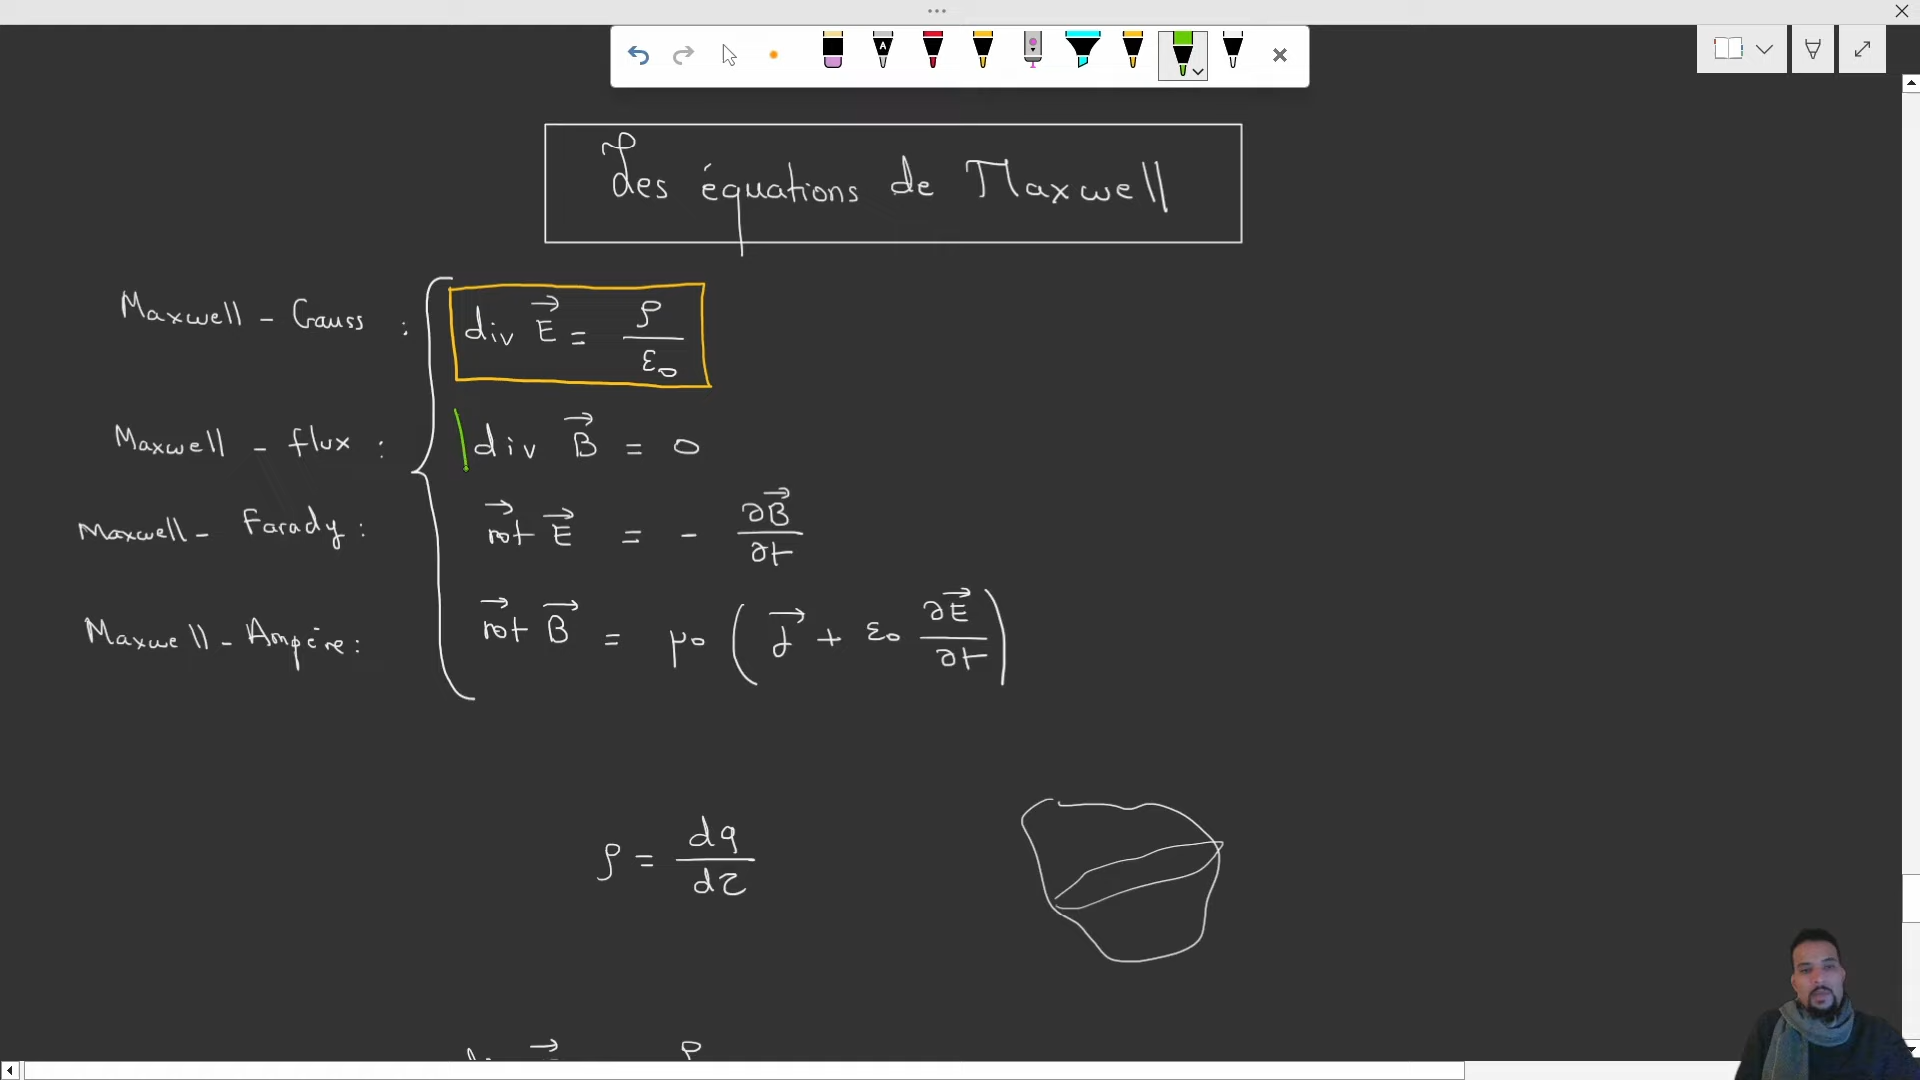 Les équations de Maxwell
Maxwell - Gauss : div E⃗ = ρ / ε₀
Maxwell - flux : div B⃗ = 0
Maxwell - Farady : rot⃗ E⃗ = - ∂B⃗ / ∂t
Maxwell - Ampère : rot⃗ B⃗ = μ₀ ( J⃗ + ε₀ ∂E⃗ / ∂t )
ρ = dq / dτ